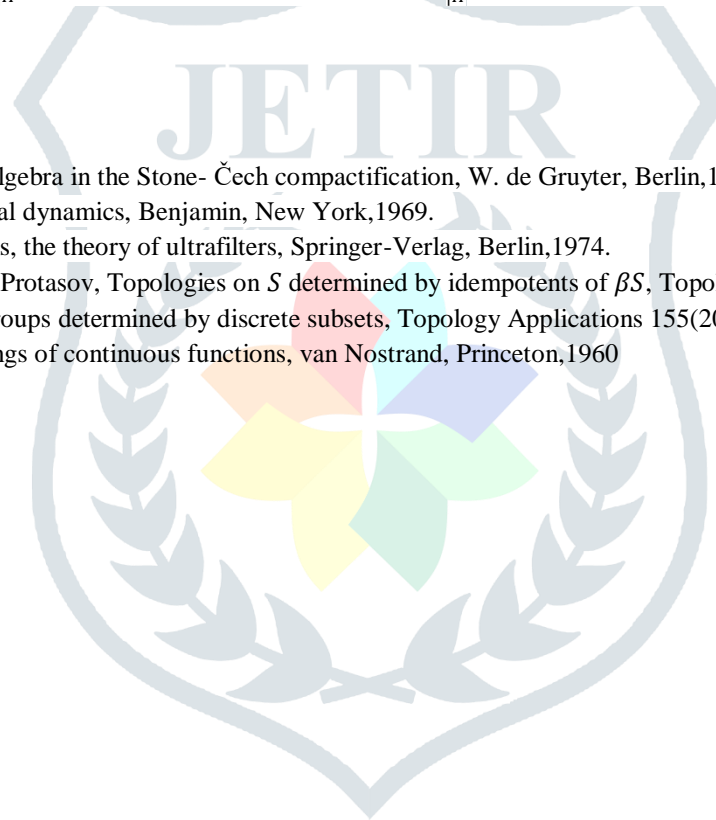 JETIR
lgebra in the Stone- Čech compactification, W. de Gruyter, Berlin,1
al dynamics, Benjamin, New York,1969.
s, the theory of ultrafilters, Springer-Verlag, Berlin,1974.
Protasov, Topologies on S determined by idempotents of βS, Topo
roups determined by discrete subsets, Topology Applications 155(20
ngs of continuous functions, van Nostrand, Princeton,1960